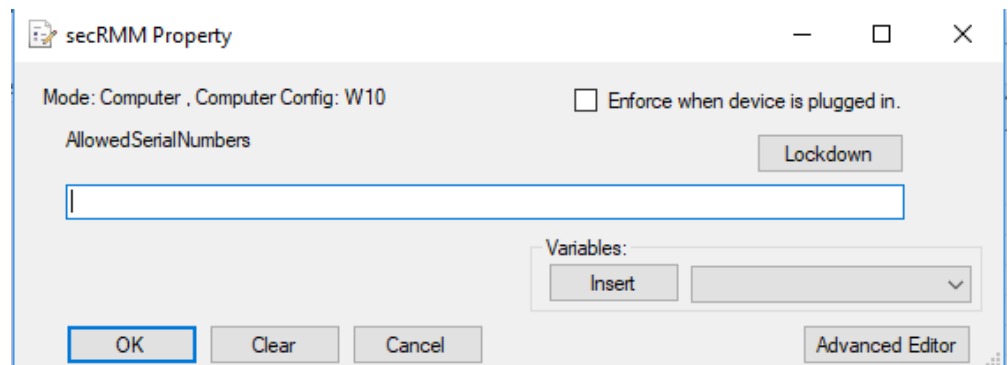 secRMM Property
Mode: Computer , Computer Config: W10
Enforce when device is plugged in.
AllowedSerialNumbers
Lockdown
Variables:
Insert
OK
Clear
Cancel
Advanced Editor